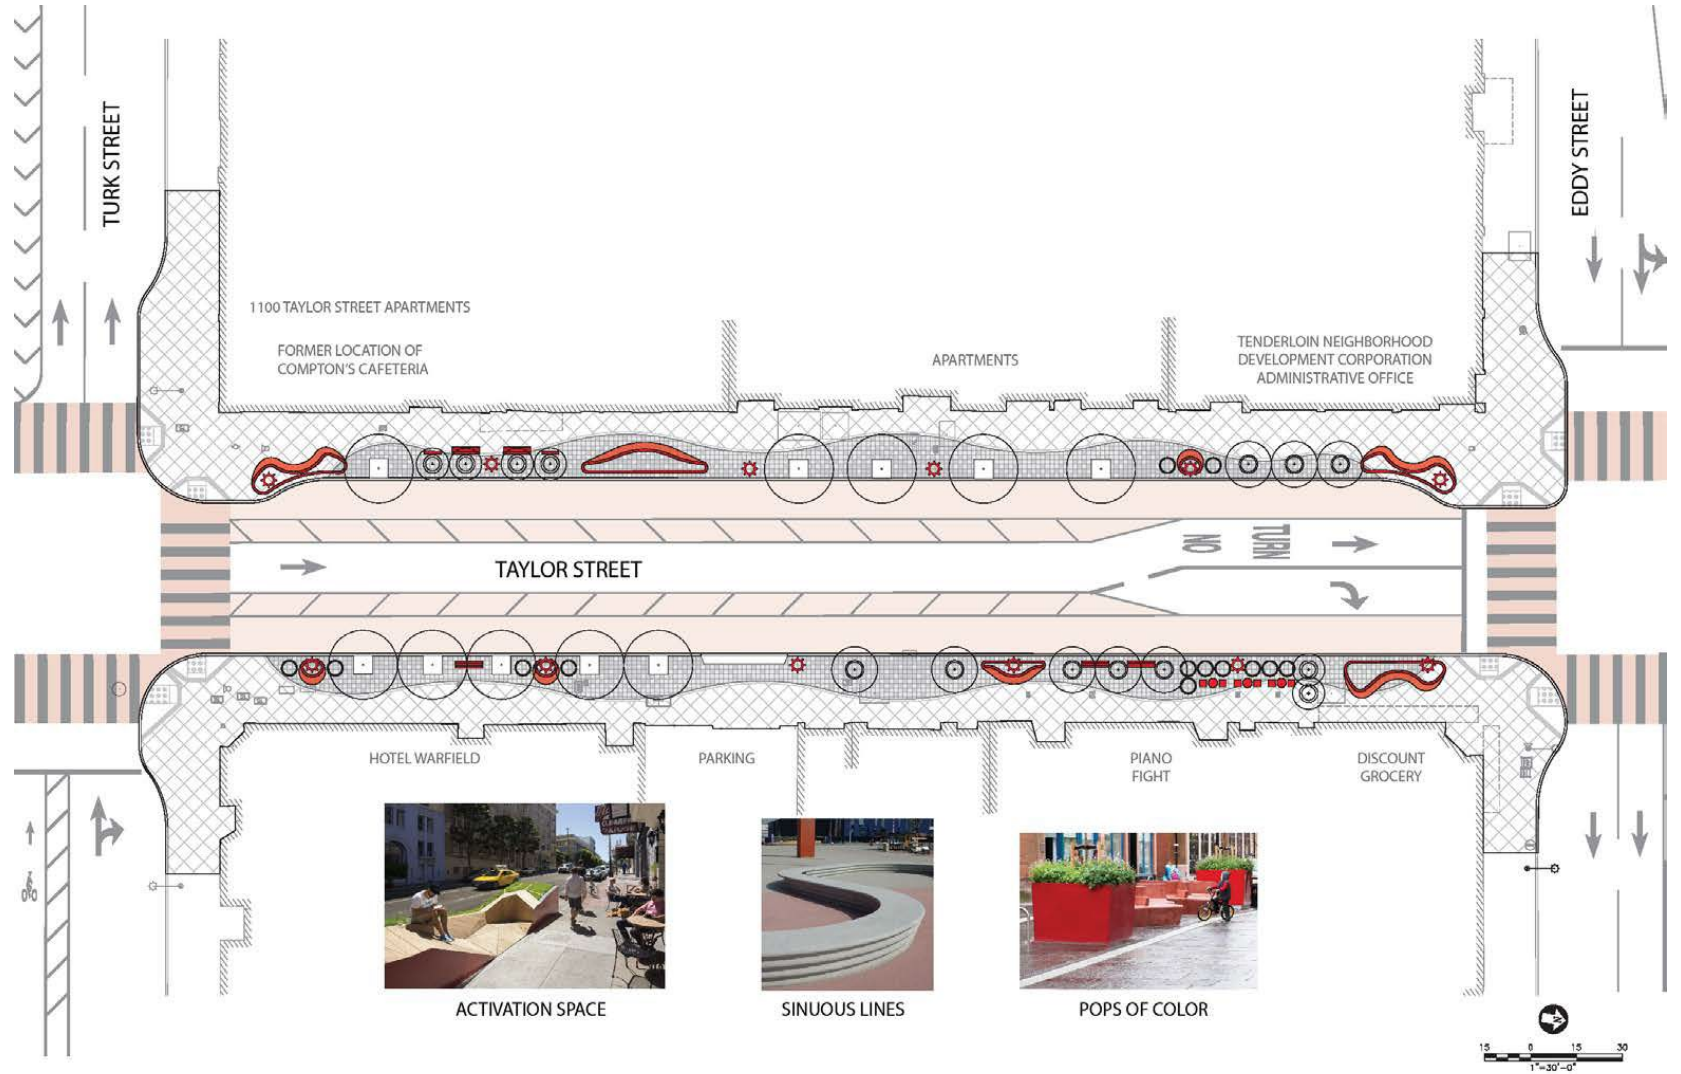 TURK STREET
EDDY STREET
1100 TAYLOR STREET APARTMENTS
FORMER LOCATION OF
COMPTON'S CAFETERIA
APARTMENTS
TENDERLOIN NEIGHBORHOOD
DEVELOPMENT CORPORATION
ADMINISTRATIVE OFFICE
NO
TURN
TAYLOR STREET
HOTEL WARFIELD
PARKING
PIANO
FIGHT
DISCOUNT
GROCERY
ACTIVATION SPACE
SINUOUS LINES
POPS OF COLOR
N
15 0 15 30
1"=30'-0"